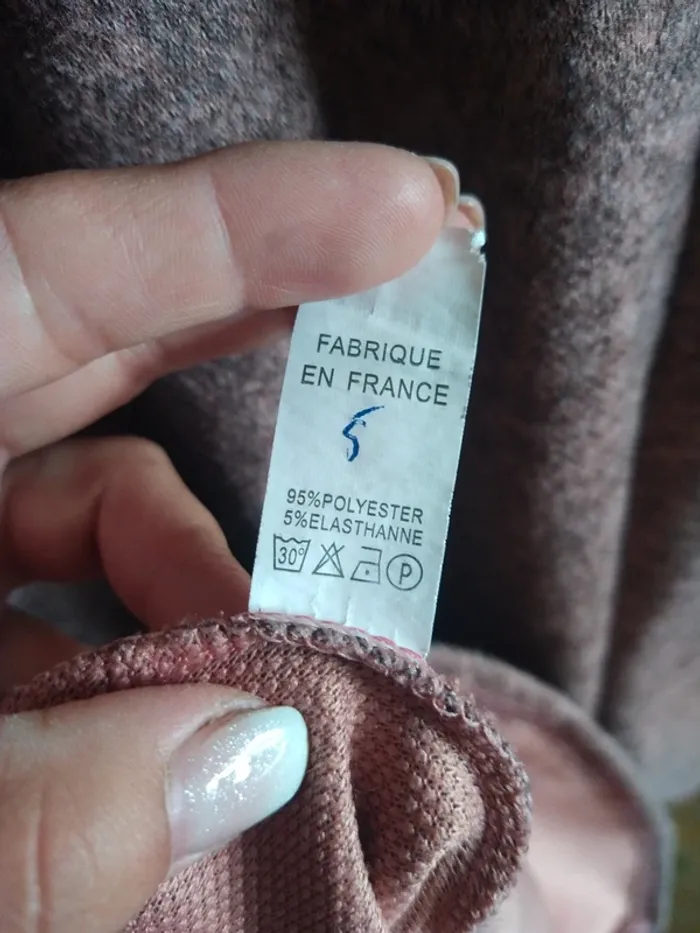 FABRIQUE
EN FRANCE
5
95%POLYESTER
5%ELASTHANNE
30° P